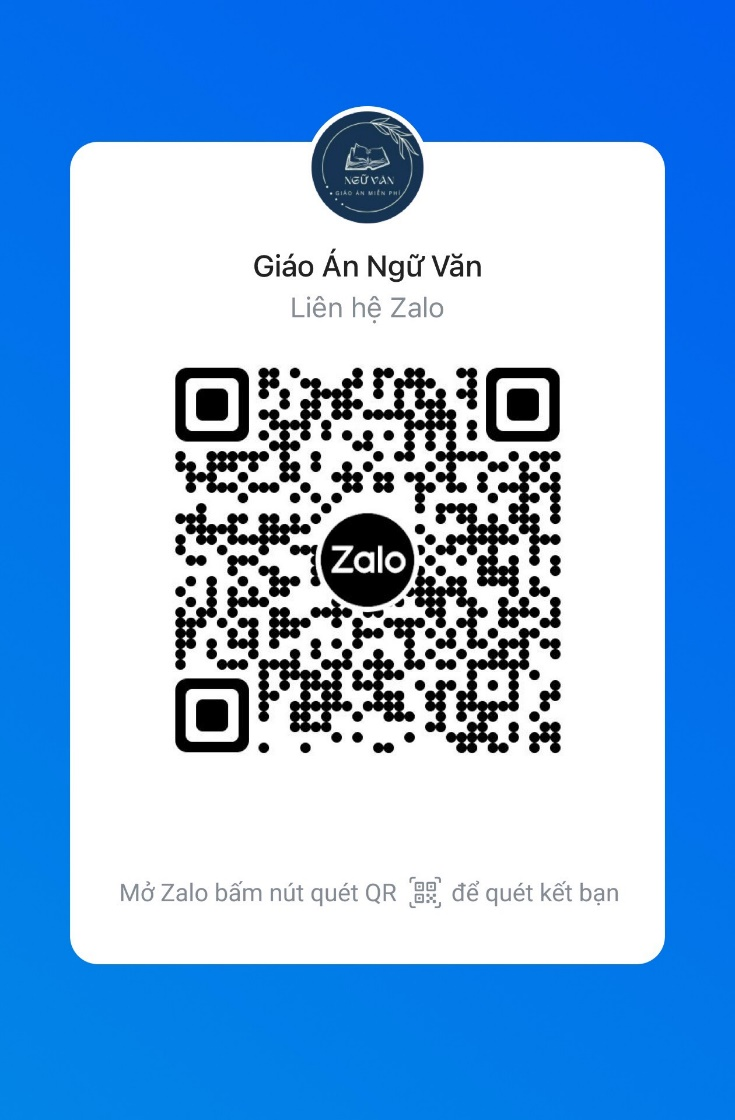 NGỮ VĂN
GIÁO ÁN MIỄN PHÍ
Giáo Án Ngữ Văn
Liên hệ Zalo
Zalo
Mở Zalo bấm nút quét QR để quét kết bạn